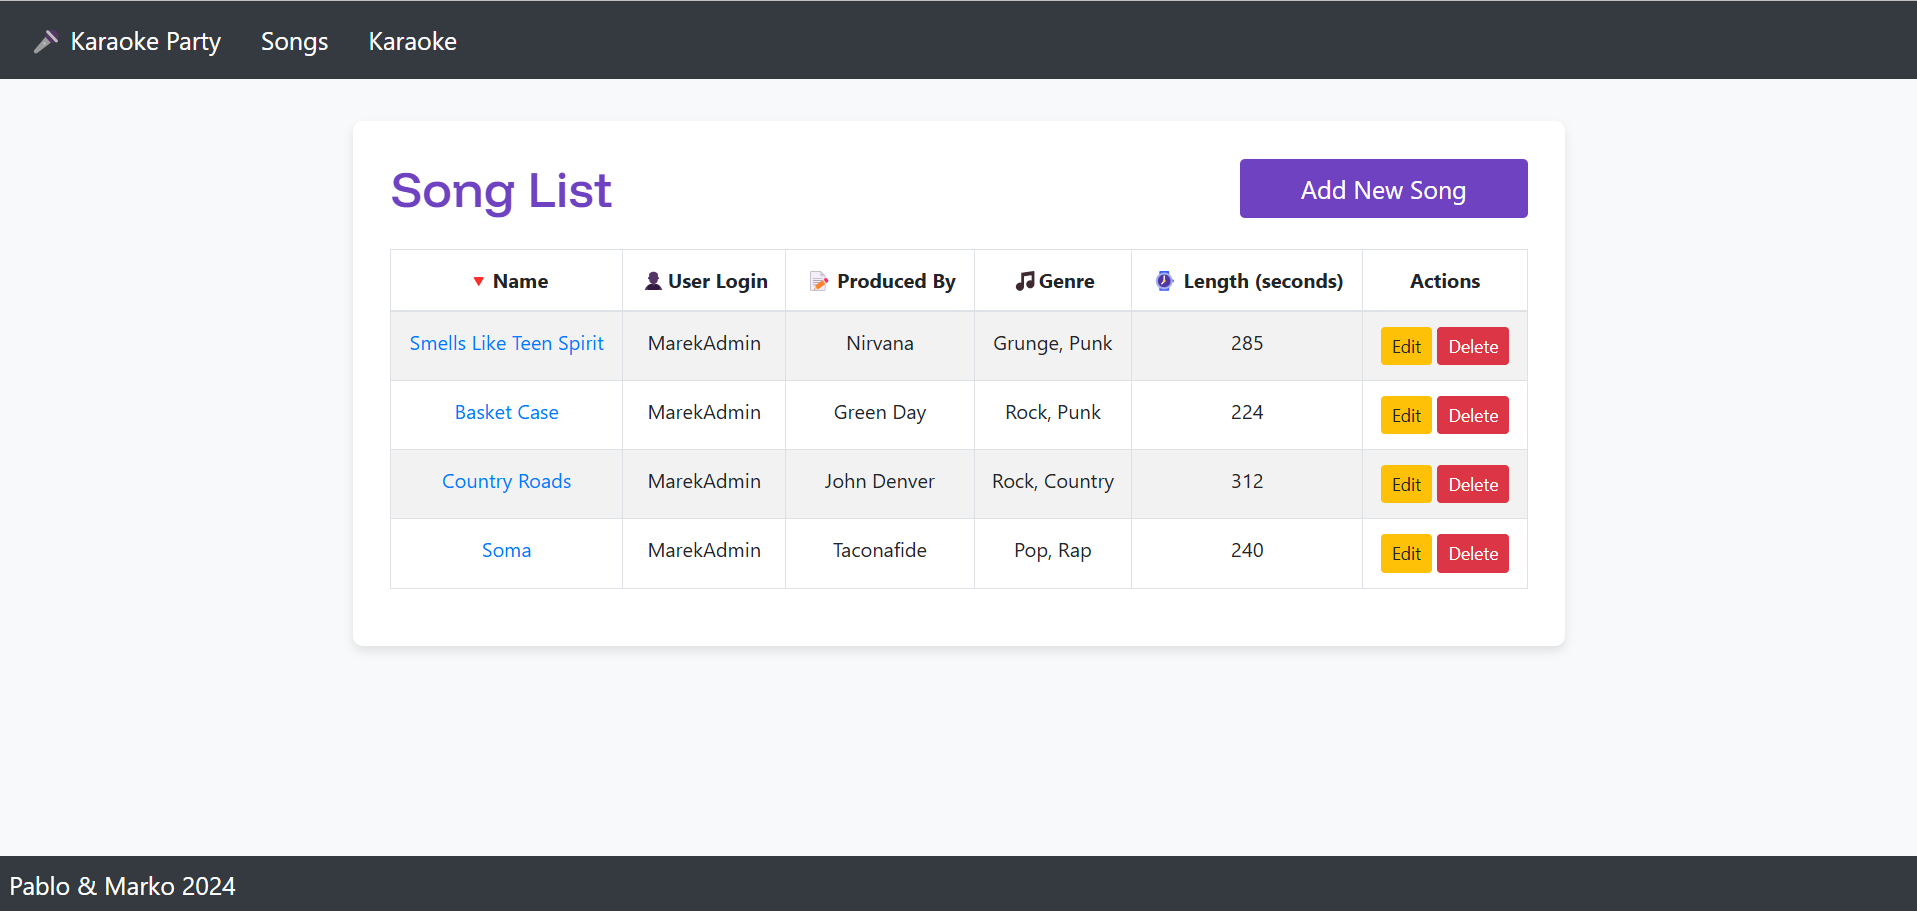 Karaoke Party Songs Karaoke
Song List
Add New Song
Name User Login Produced By Genre Length (seconds) Actions
Smells Like Teen Spirit MarekAdmin Nirvana Grunge, Punk 285 Edit Delete
Basket Case MarekAdmin Green Day Rock, Punk 224 Edit Delete
Country Roads MarekAdmin John Denver Rock, Country 312 Edit Delete
Soma MarekAdmin Taconafide Pop, Rap 240 Edit Delete
Pablo & Marko 2024